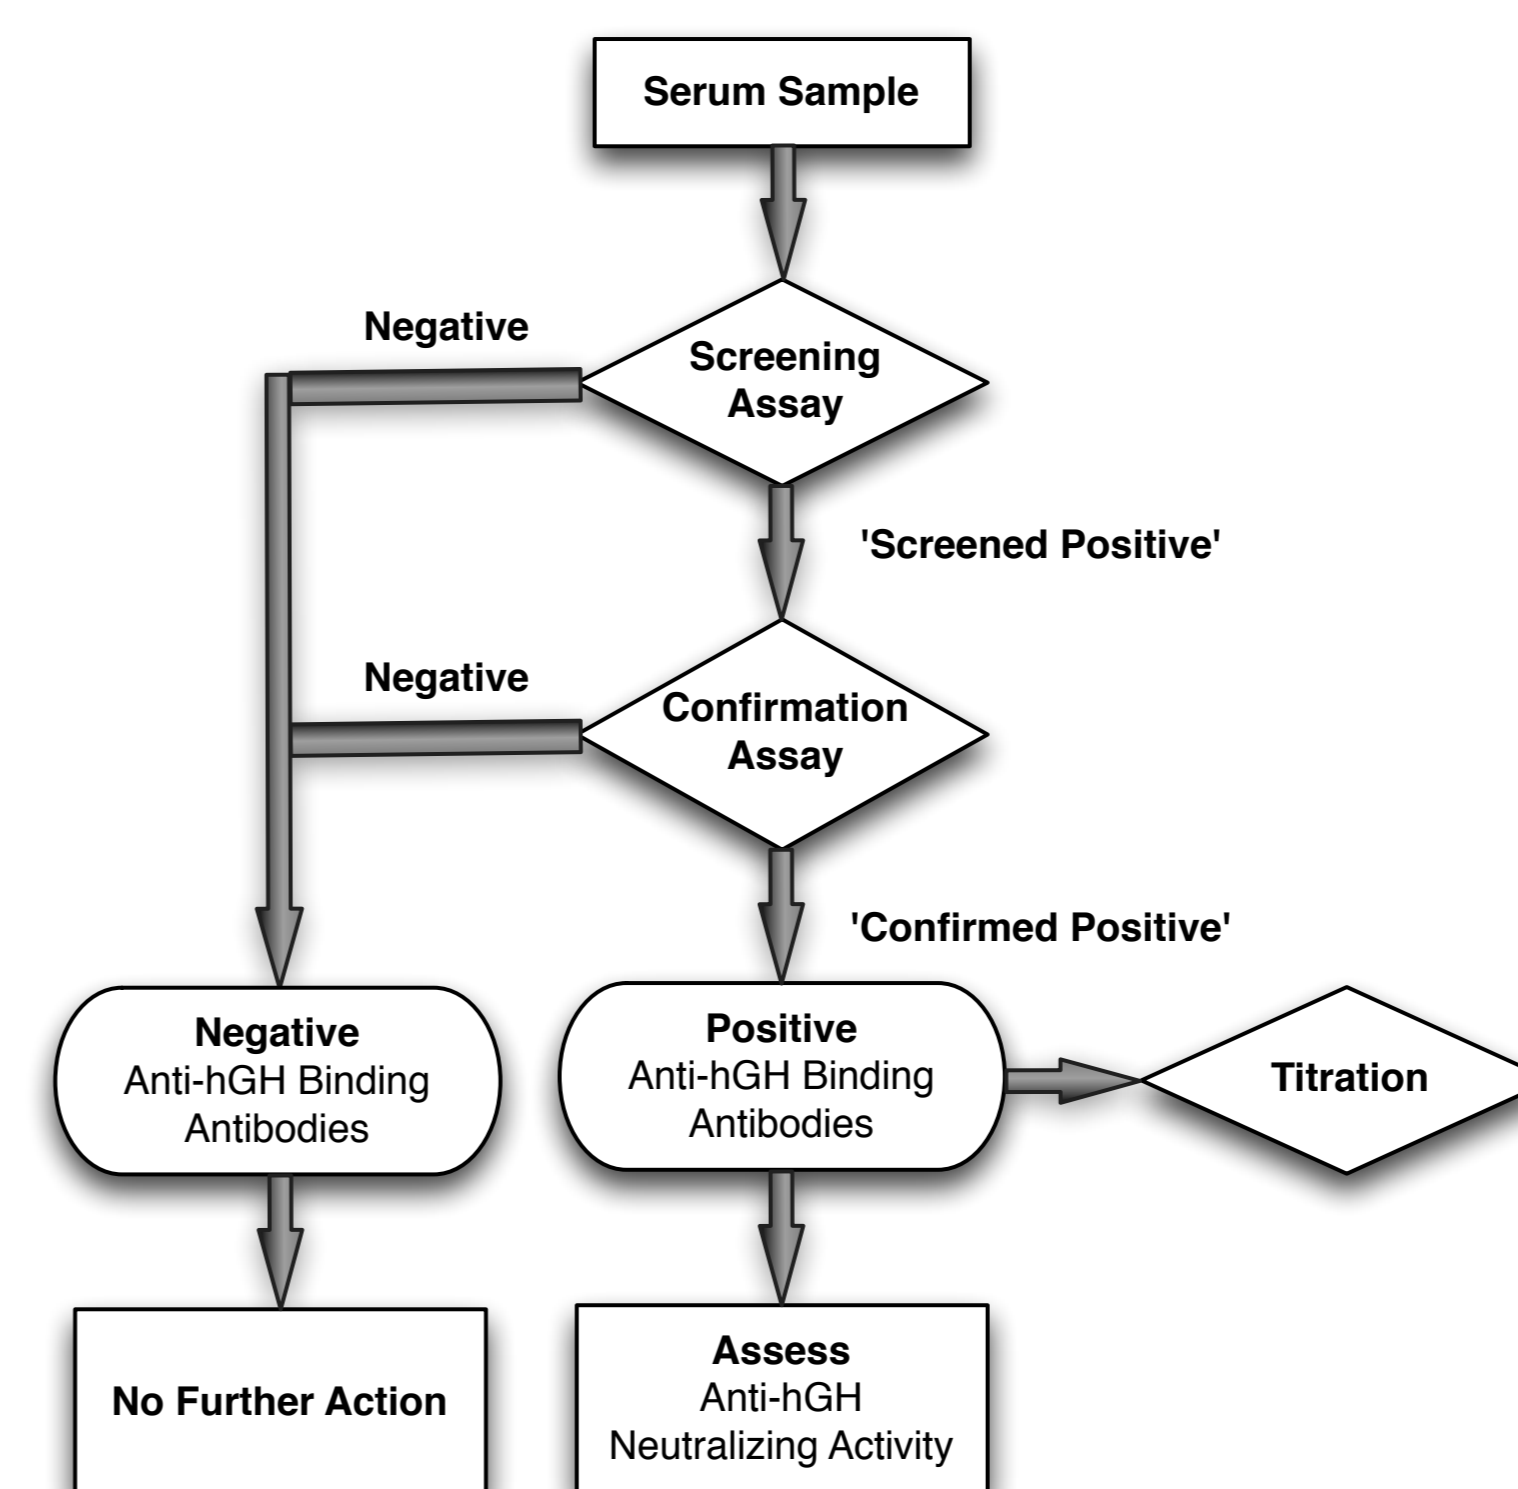 Serum Sample
Negative
Screening
Assay
'Screened Positive'
Negative
Confirmation
Assay
'Confirmed Positive'
Negative
Anti-hGH Binding
Antibodies
Positive
Anti-hGH Binding
Antibodies
Titration
No Further Action
Assess
Anti-hGH
Neutralizing Activity